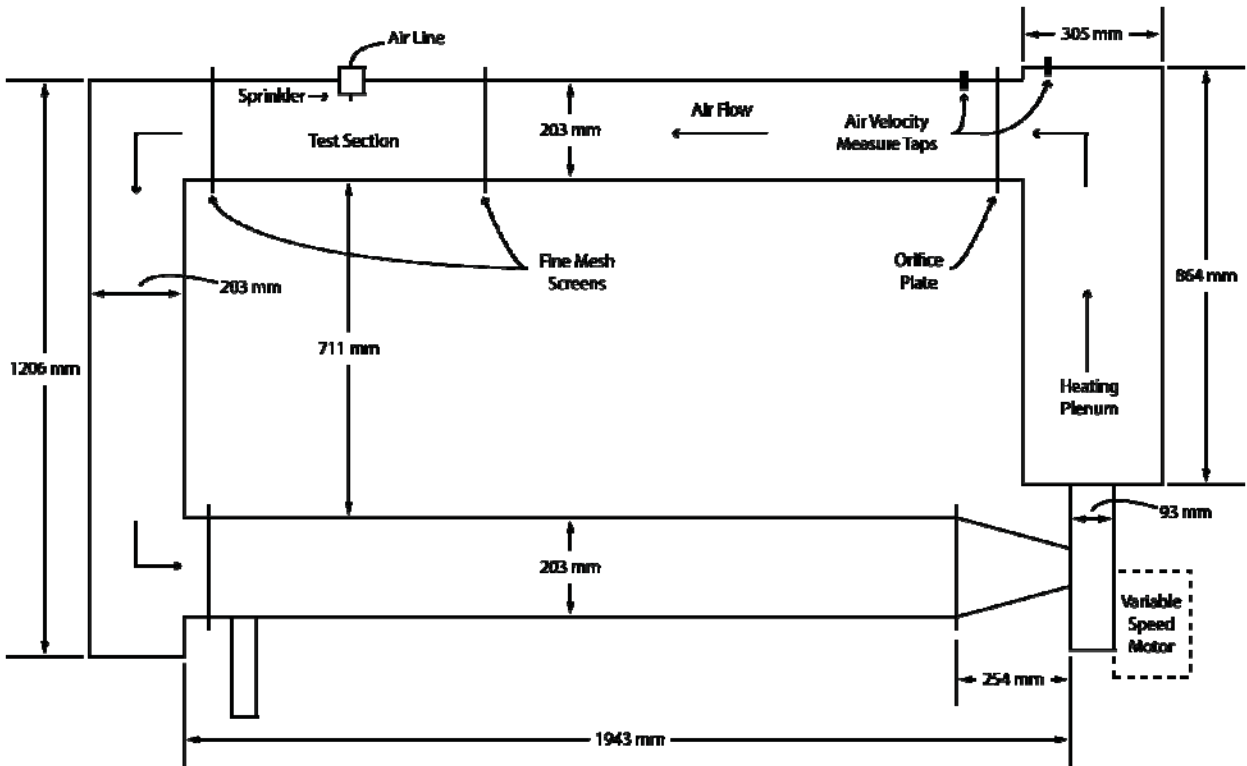 305 mm
Air Line
Sprinkler
Air Flow
203 mm
Air Velocity
Measure Taps
Test Section
Fine Mesh
Screens
Orifice
Plate
864 mm
203 mm
711 mm
1206 mm
Heating
Plenum
93 mm
203 mm
Variable
Speed
Motor
254 mm
1943 mm